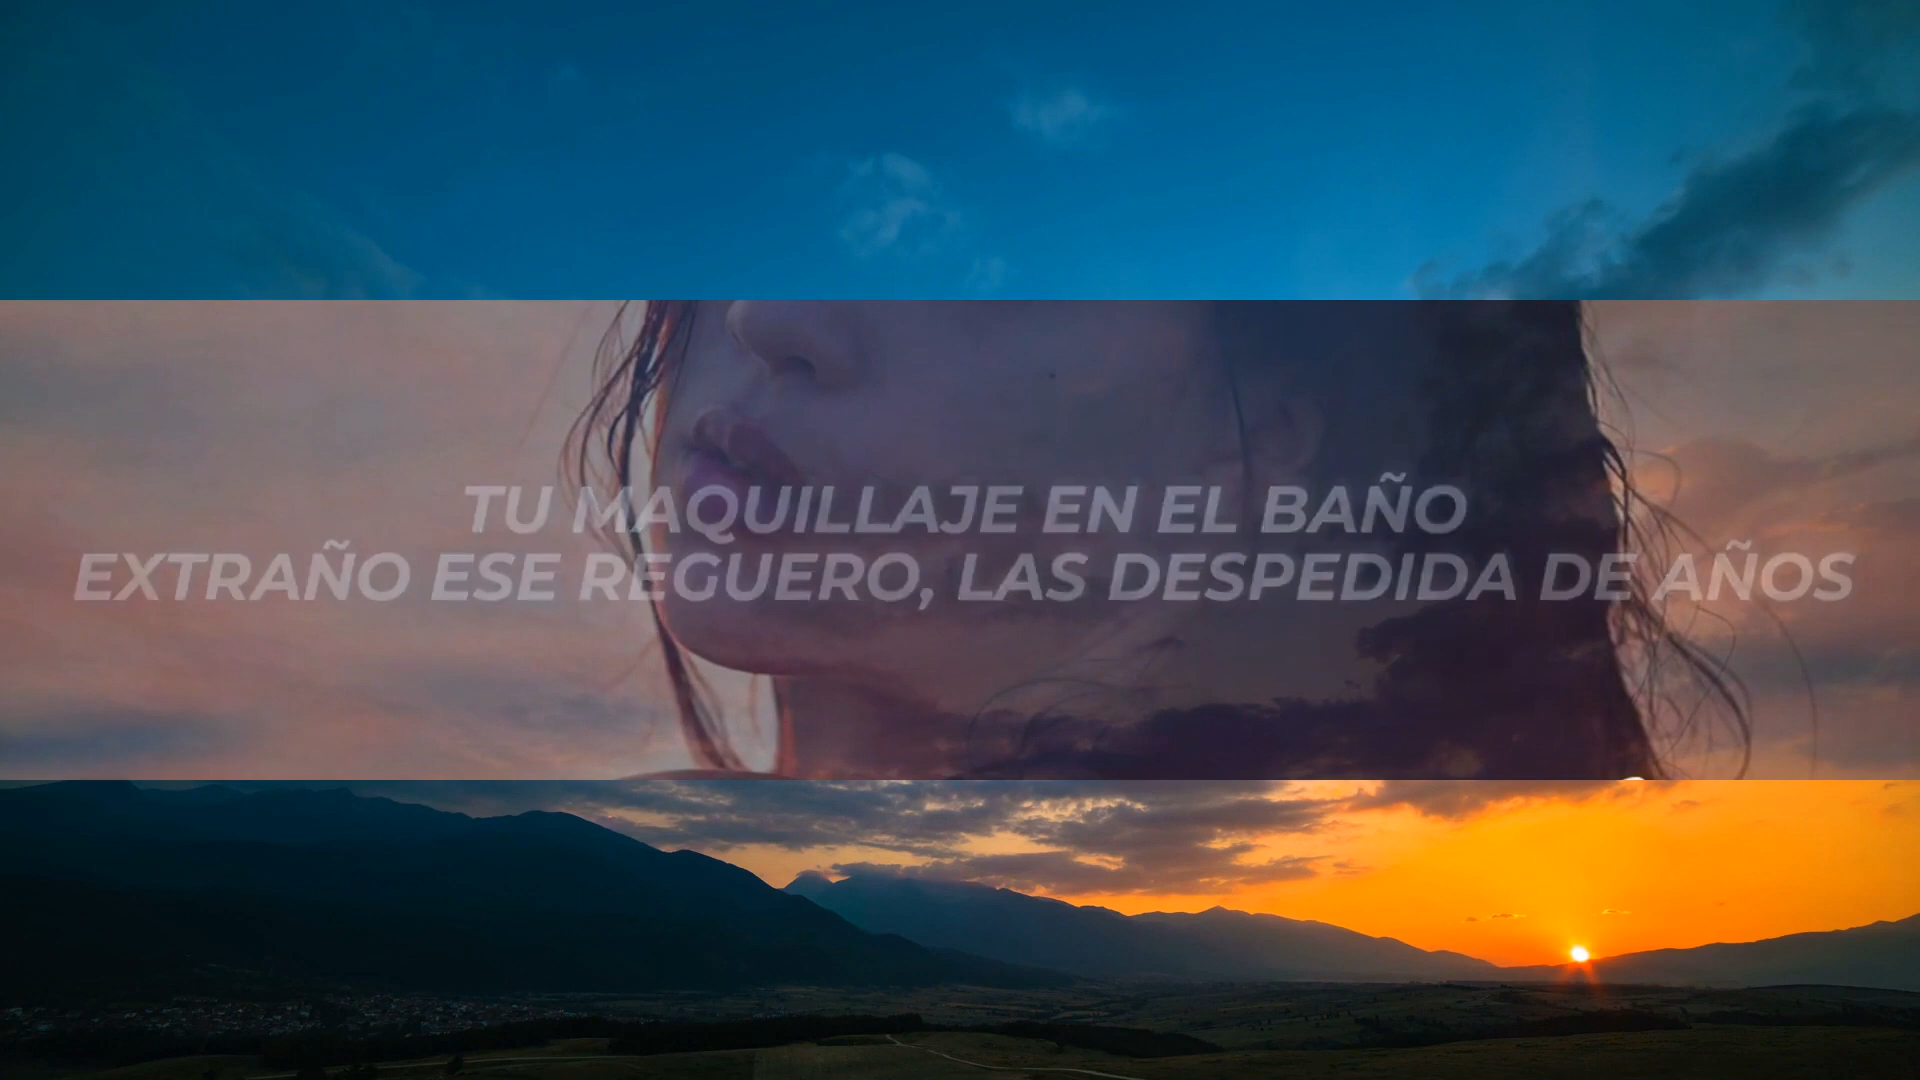 TU MAQUILLAJE EN EL BAÑO
EXTRAÑO ESE REGUERO, LAS DESPEDIDA DE AÑOS